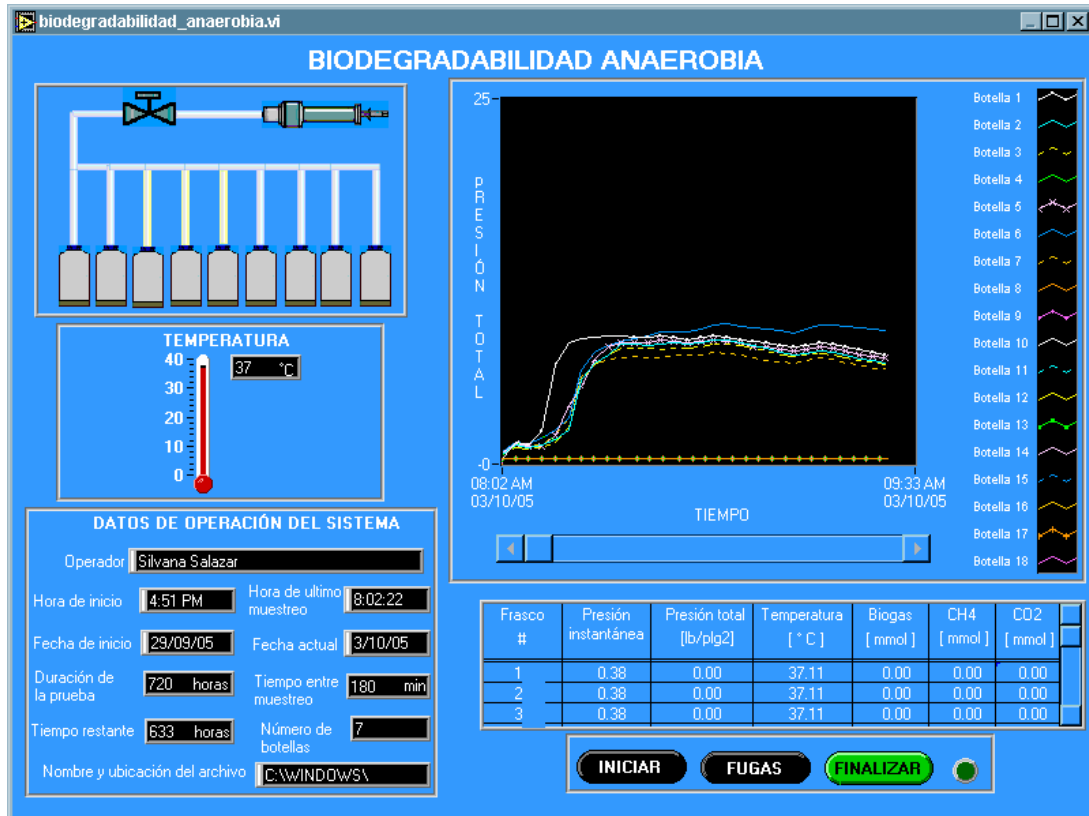 biodegradabilidad_anaerobia.vi
BIODEGRADABILIDAD ANAEROBIA
TEMPERATURA
40
30
20
10
0
37 °C
25
-0
PRESIÓN TOTAL
08:02 AM
03/10/05
09:33 AM
03/10/05
TIEMPO
Botella 1
Botella 2
Botella 3
Botella 4
Botella 5
Botella 6
Botella 7
Botella 8
Botella 9
Botella 10
Botella 11
Botella 12
Botella 13
Botella 14
Botella 15
Botella 16
Botella 17
Botella 18
DATOS DE OPERACIÓN DEL SISTEMA
Operador Silvana Salazar
Hora de inicio 4:51 PM
Hora de ultimo muestreo 8:02:22
Fecha de inicio 29/09/05
Fecha actual 3/10/05
Duración de la prueba 720 horas
Tiempo entre muestreo 180 min
Tiempo restante 633 horas
Número de botellas 7
Nombre y ubicación del archivo C:\WINDOWS\
Frasco # Presión instantánea Presión total [lb/plg2] Temperatura [ ° C ] Biogas [ mmol ] CH4 [ mmol ] CO2 [ mmol ]
1 0.38 0.00 37.11 0.00 0.00 0.00
2 0.38 0.00 37.11 0.00 0.00 0.00
3 0.38 0.00 37.11 0.00 0.00 0.00
INICIAR FUGAS FINALIZAR